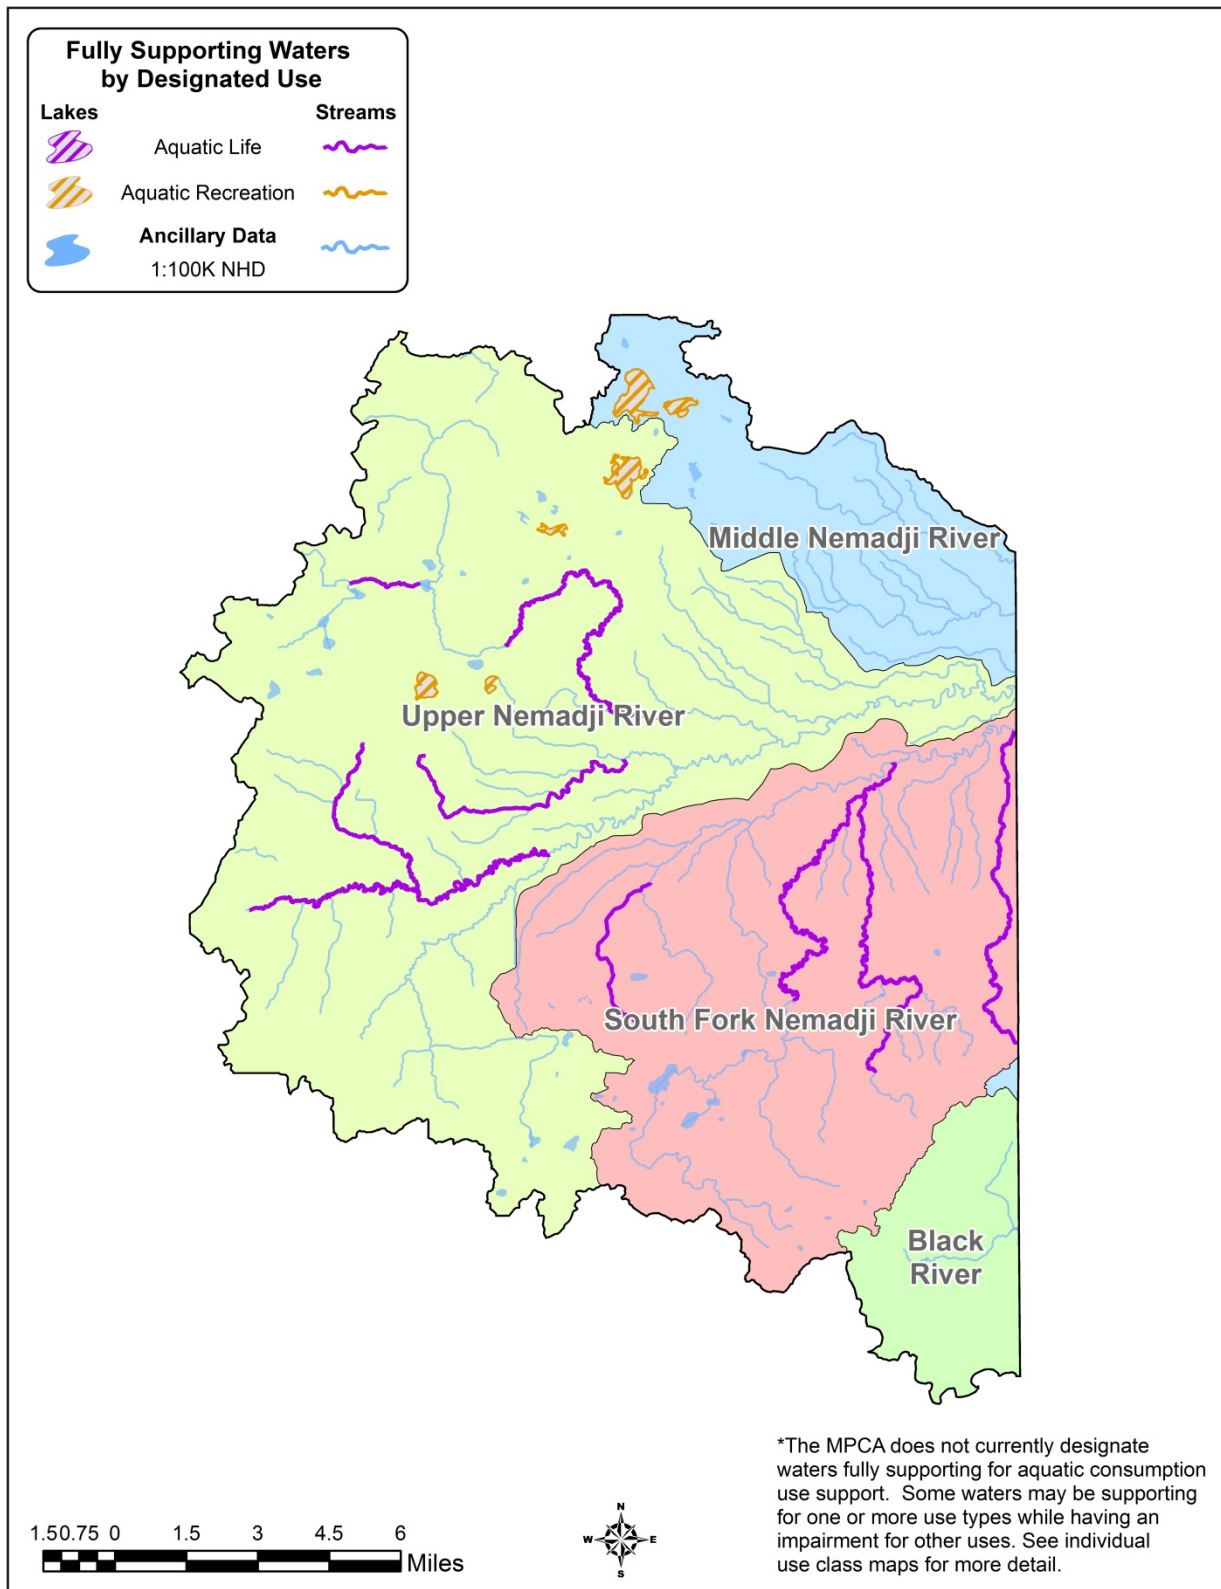 Fully Supporting Waters
by Designated Use
Lakes Streams
Aquatic Life
Aquatic Recreation
Ancillary Data
1:100K NHD
Middle Nemadji River
Upper Nemadji River
South Fork Nemadji River
Black
River
*The MPCA does not currently designate
waters fully supporting for aquatic consumption
use support. Some waters may be supporting
for one or more use types while having an
impairment for other uses. See individual
use class maps for more detail.
1.50.75 0 1.5 3 4.5 6
Miles
N
W E
S